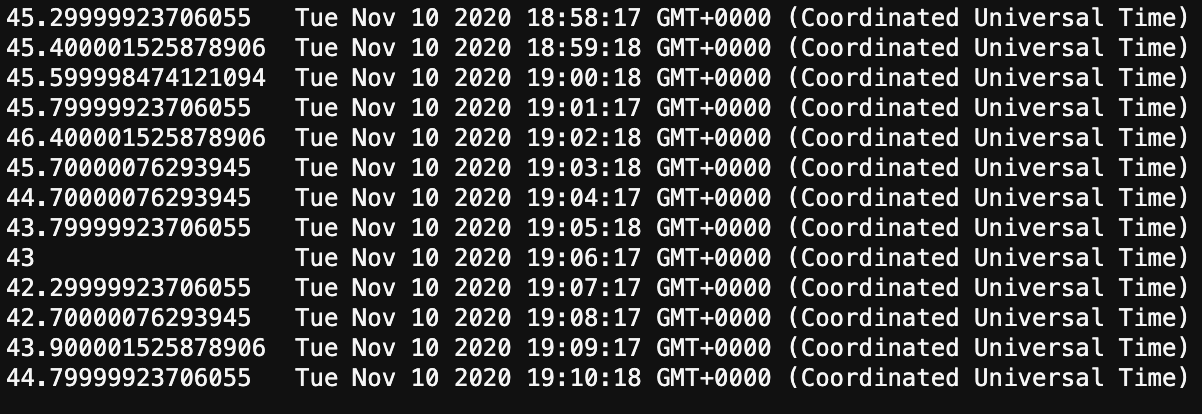 45.29999923706055 Tue Nov 10 2020 18:58:17 GMT+0000 (Coordinated Universal Time)
45.400001525878906 Tue Nov 10 2020 18:59:18 GMT+0000 (Coordinated Universal Time)
45.599998474121094 Tue Nov 10 2020 19:00:18 GMT+0000 (Coordinated Universal Time)
45.79999923706055 Tue Nov 10 2020 19:01:17 GMT+0000 (Coordinated Universal Time)
46.400001525878906 Tue Nov 10 2020 19:02:18 GMT+0000 (Coordinated Universal Time)
45.70000076293945 Tue Nov 10 2020 19:03:18 GMT+0000 (Coordinated Universal Time)
44.70000076293945 Tue Nov 10 2020 19:04:17 GMT+0000 (Coordinated Universal Time)
43.79999923706055 Tue Nov 10 2020 19:05:18 GMT+0000 (Coordinated Universal Time)
43 Tue Nov 10 2020 19:06:17 GMT+0000 (Coordinated Universal Time)
42.29999923706055 Tue Nov 10 2020 19:07:17 GMT+0000 (Coordinated Universal Time)
42.70000076293945 Tue Nov 10 2020 19:08:17 GMT+0000 (Coordinated Universal Time)
43.900001525878906 Tue Nov 10 2020 19:09:17 GMT+0000 (Coordinated Universal Time)
44.79999923706055 Tue Nov 10 2020 19:10:18 GMT+0000 (Coordinated Universal Time)